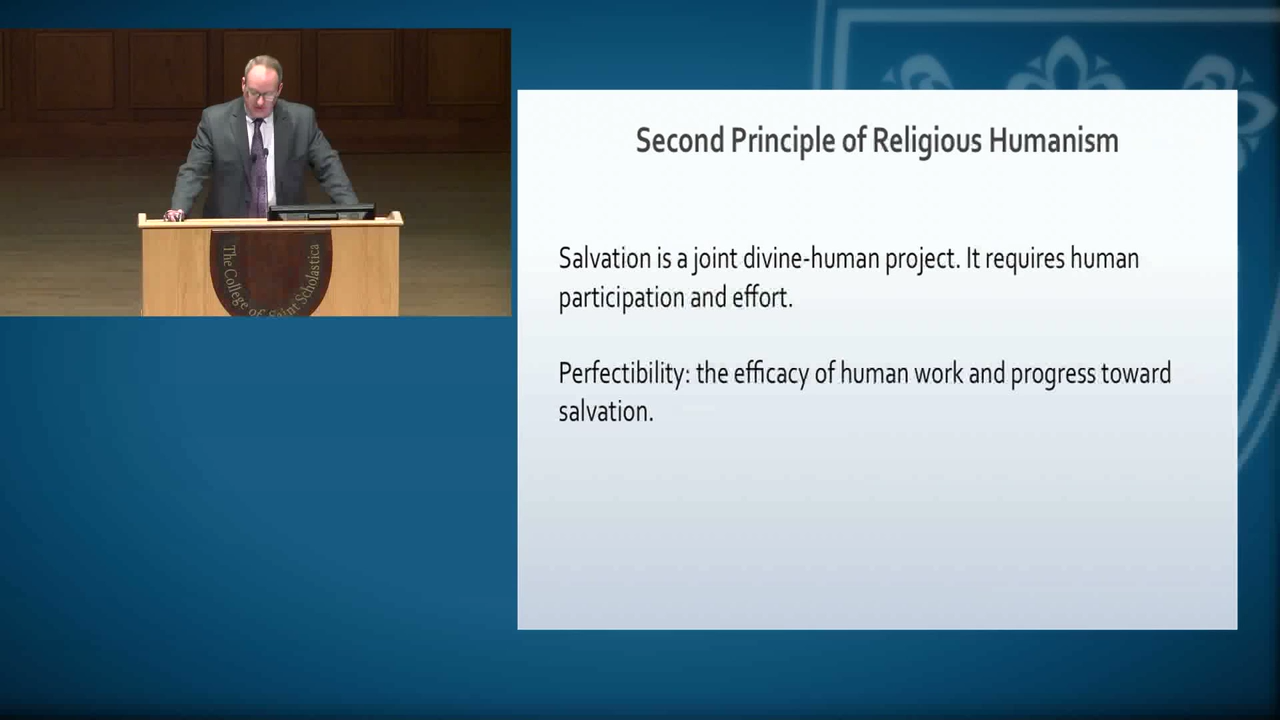 Second Principle of Religious Humanism
Salvation is a joint divine-human project. It requires human
participation and effort.
Perfectibility: the efficacy of human work and progress toward
salvation.
The College of Saint Scholastica